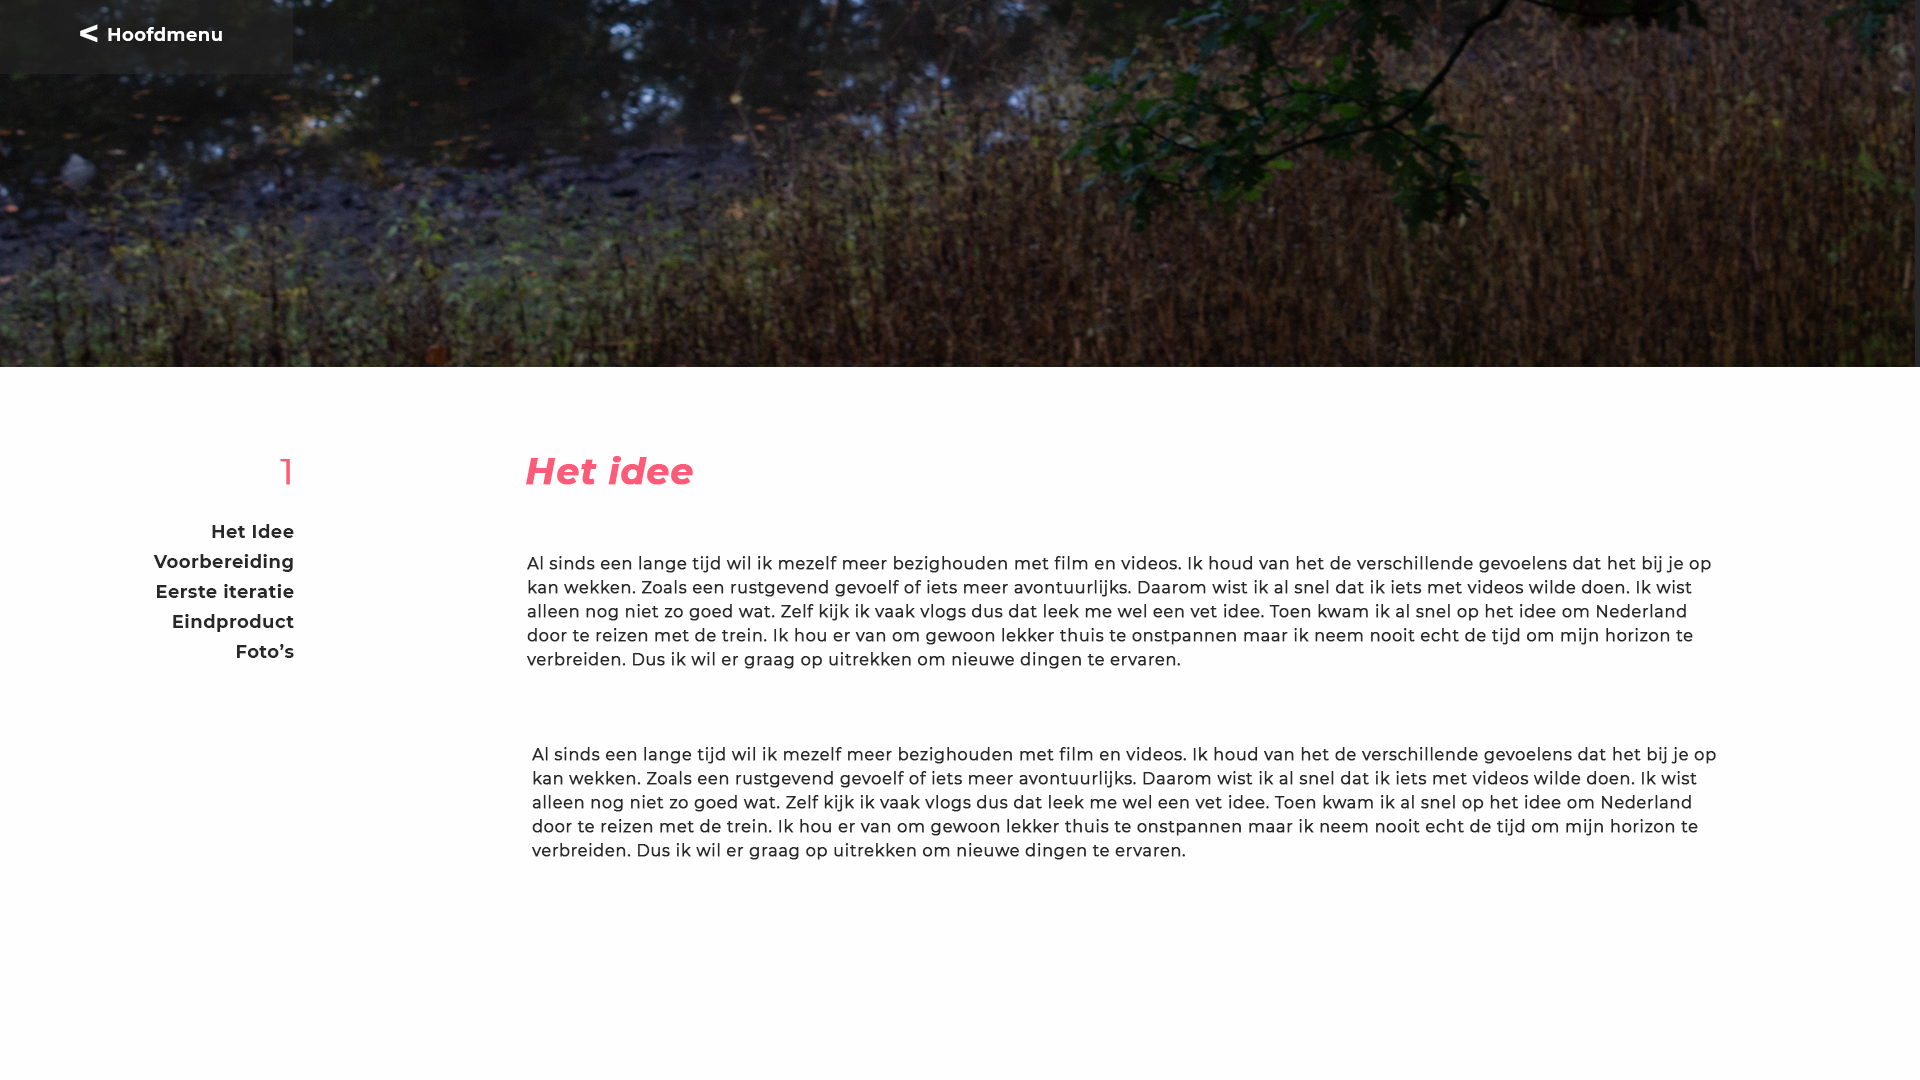 < Hoofdmenu
1
Het Idee
Voorbereiding
Eerste iteratie
Eindproduct
Foto's
Het idee
Al sinds een lange tijd wil ik mezelf meer bezighouden met film en videos. Ik houd van het de verschillende gevoelens dat het bij je op
kan wekken. Zoals een rustgevend gevoelf of iets meer avontuurlijks. Daarom wist ik al snel dat ik iets met videos wilde doen. Ik wist
alleen nog niet zo goed wat. Zelf kijk ik vaak vlogs dus dat leek me wel een vet idee. Toen kwam ik al snel op het idee om Nederland
door te reizen met de trein. Ik hou er van om gewoon lekker thuis te onstpannen maar ik neem nooit echt de tijd om mijn horizon te
verbreiden. Dus ik wil er graag op uitrekken om nieuwe dingen te ervaren.
Al sinds een lange tijd wil ik mezelf meer bezighouden met film en videos. Ik houd van het de verschillende gevoelens dat het bij je op
kan wekken. Zoals een rustgevend gevoelf of iets meer avontuurlijks. Daarom wist ik al snel dat ik iets met videos wilde doen. Ik wist
alleen nog niet zo goed wat. Zelf kijk ik vaak vlogs dus dat leek me wel een vet idee. Toen kwam ik al snel op het idee om Nederland
door te reizen met de trein. Ik hou er van om gewoon lekker thuis te onstpannen maar ik neem nooit echt de tijd om mijn horizon te
verbreiden. Dus ik wil er graag op uitrekken om nieuwe dingen te ervaren.